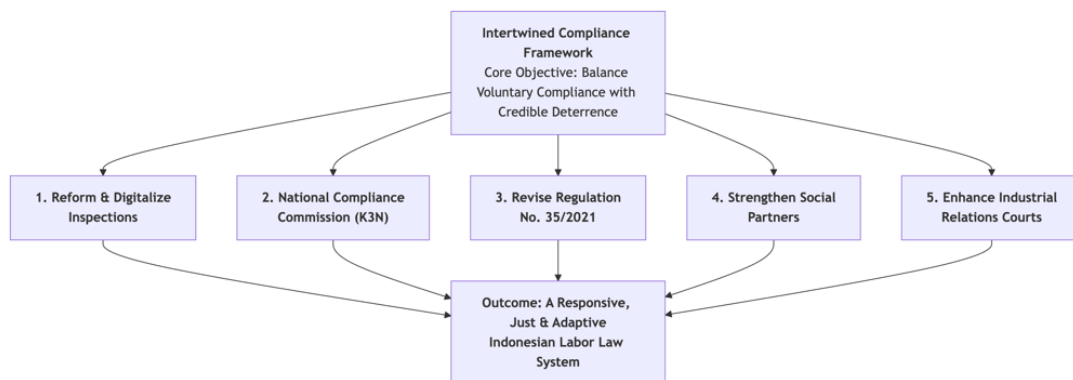 Intertwined Compliance
Framework
Core Objective: Balance
Voluntary Compliance with
Credible Deterrence
1. Reform & Digitalize
Inspections
2. National Compliance
Commission (K3N)
3. Revise Regulation
No. 35/2021
4. Strengthen Social
Partners
5. Enhance Industrial
Relations Courts
Outcome: A Responsive,
Just & Adaptive
Indonesian Labor Law
System